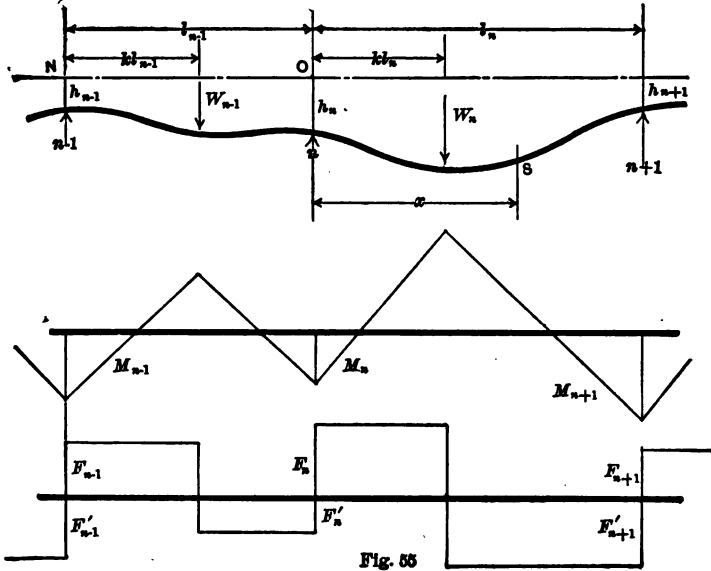 l_{n-1} l_n
N kl_{n-1} O kl_n
h_{n-1} W_{n-1} h_n W_n h_{n+1}
n-1 n S n+1
x
M_{n-1} M_n M_{n+1}
F_{n-1} F_n F_{n+1}
F'_{n-1} F'_n F'_{n+1}
Fig. 55